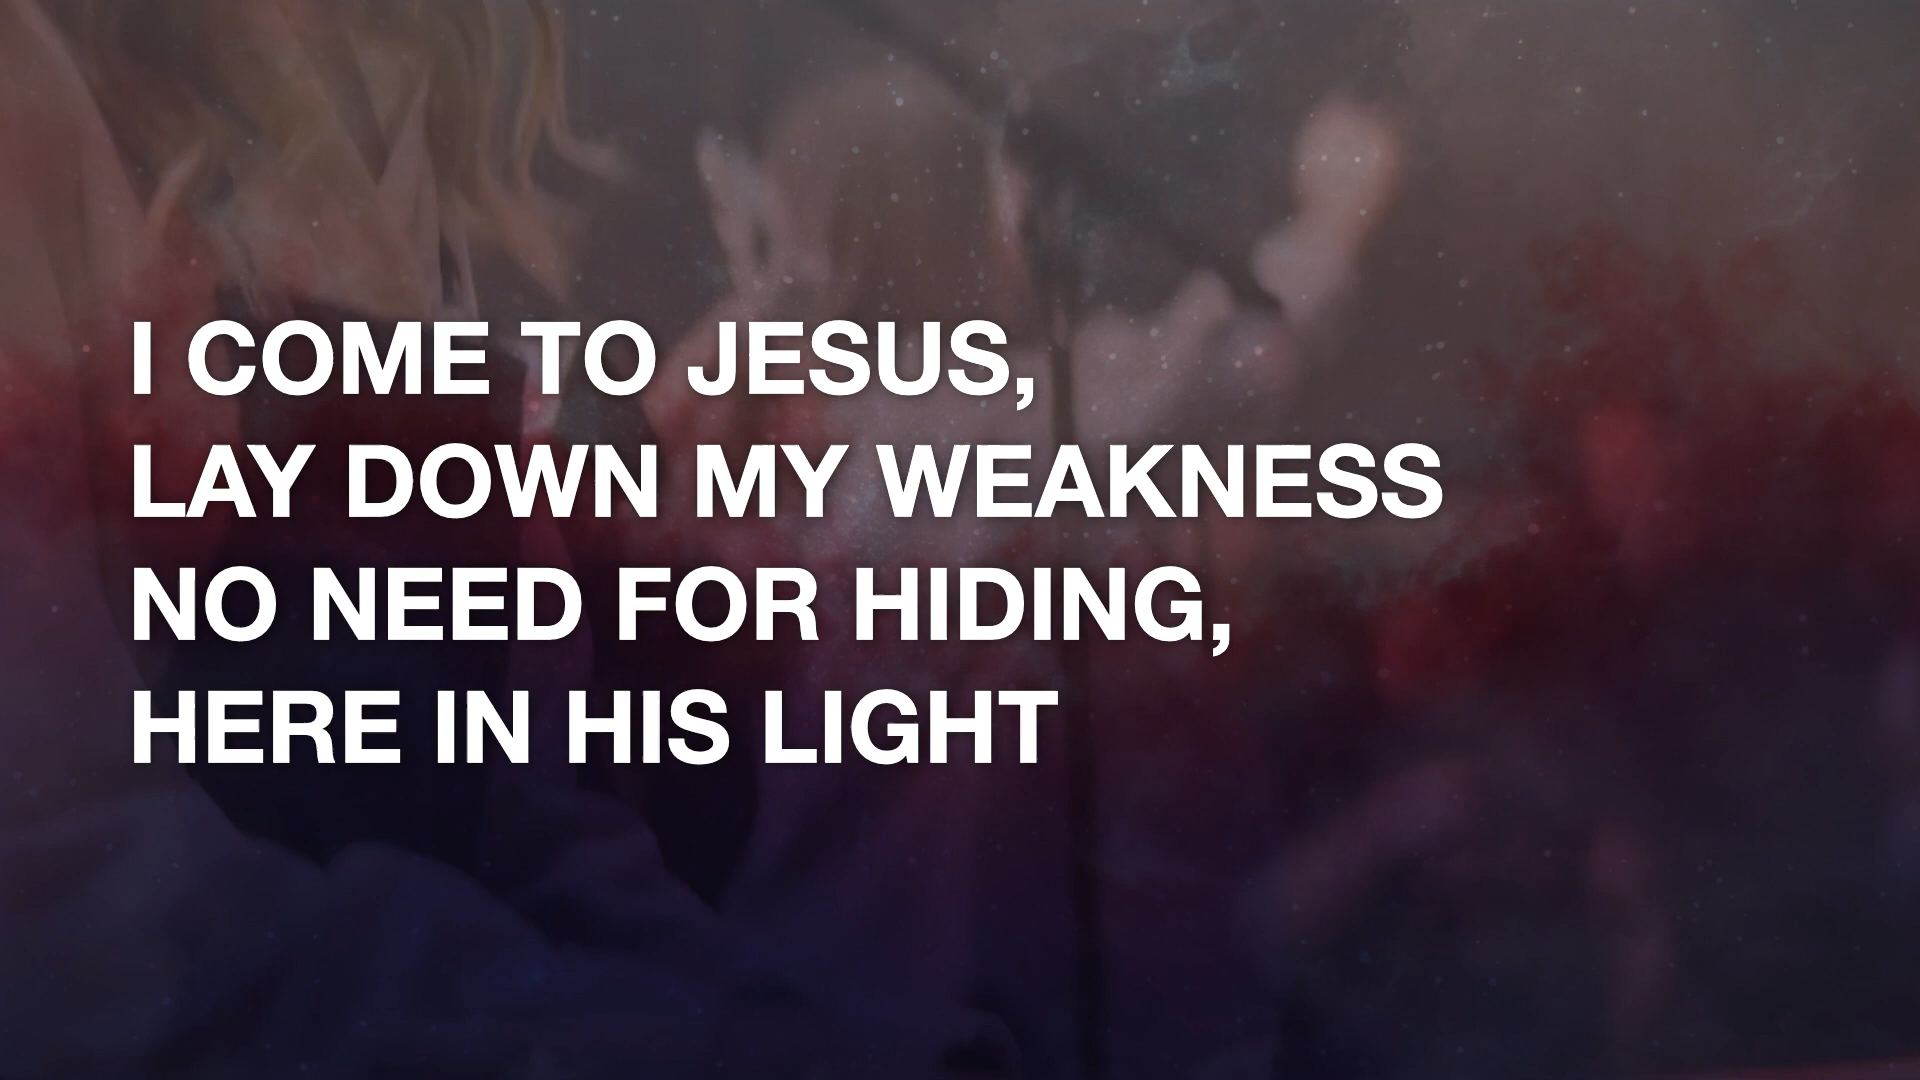 I COME TO JESUS,
LAY DOWN MY WEAKNESS
NO NEED FOR HIDING,
HERE IN HIS LIGHT